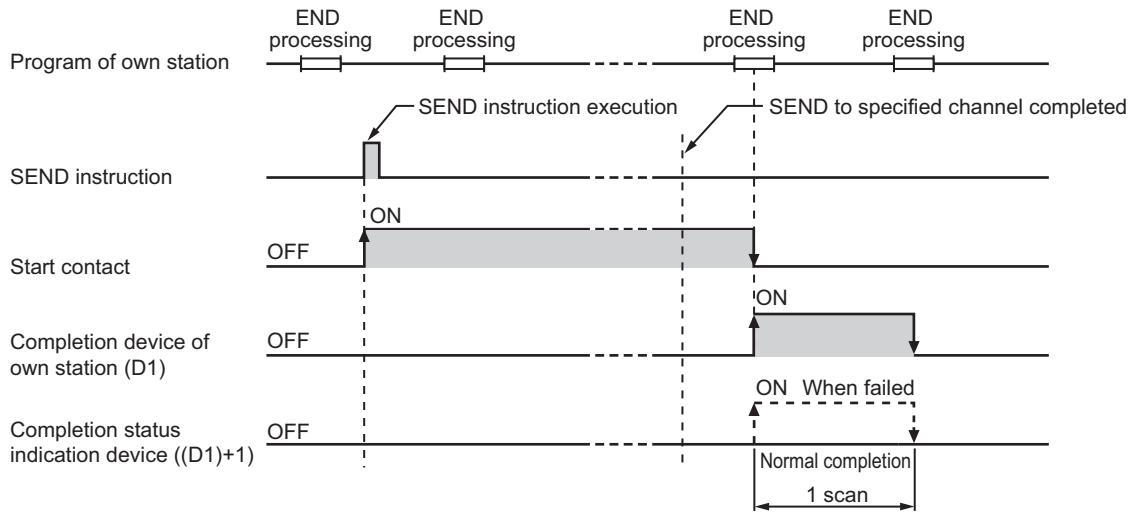 END
processing
END
processing
END
processing
END
processing
Program of own station
SEND instruction execution
SEND to specified channel completed
SEND instruction
ON
OFF
Start contact
ON
Completion device of
own station (D1)
OFF
ON When failed
Completion status
indication device ((D1)+1)
OFF
Normal completion
1 scan